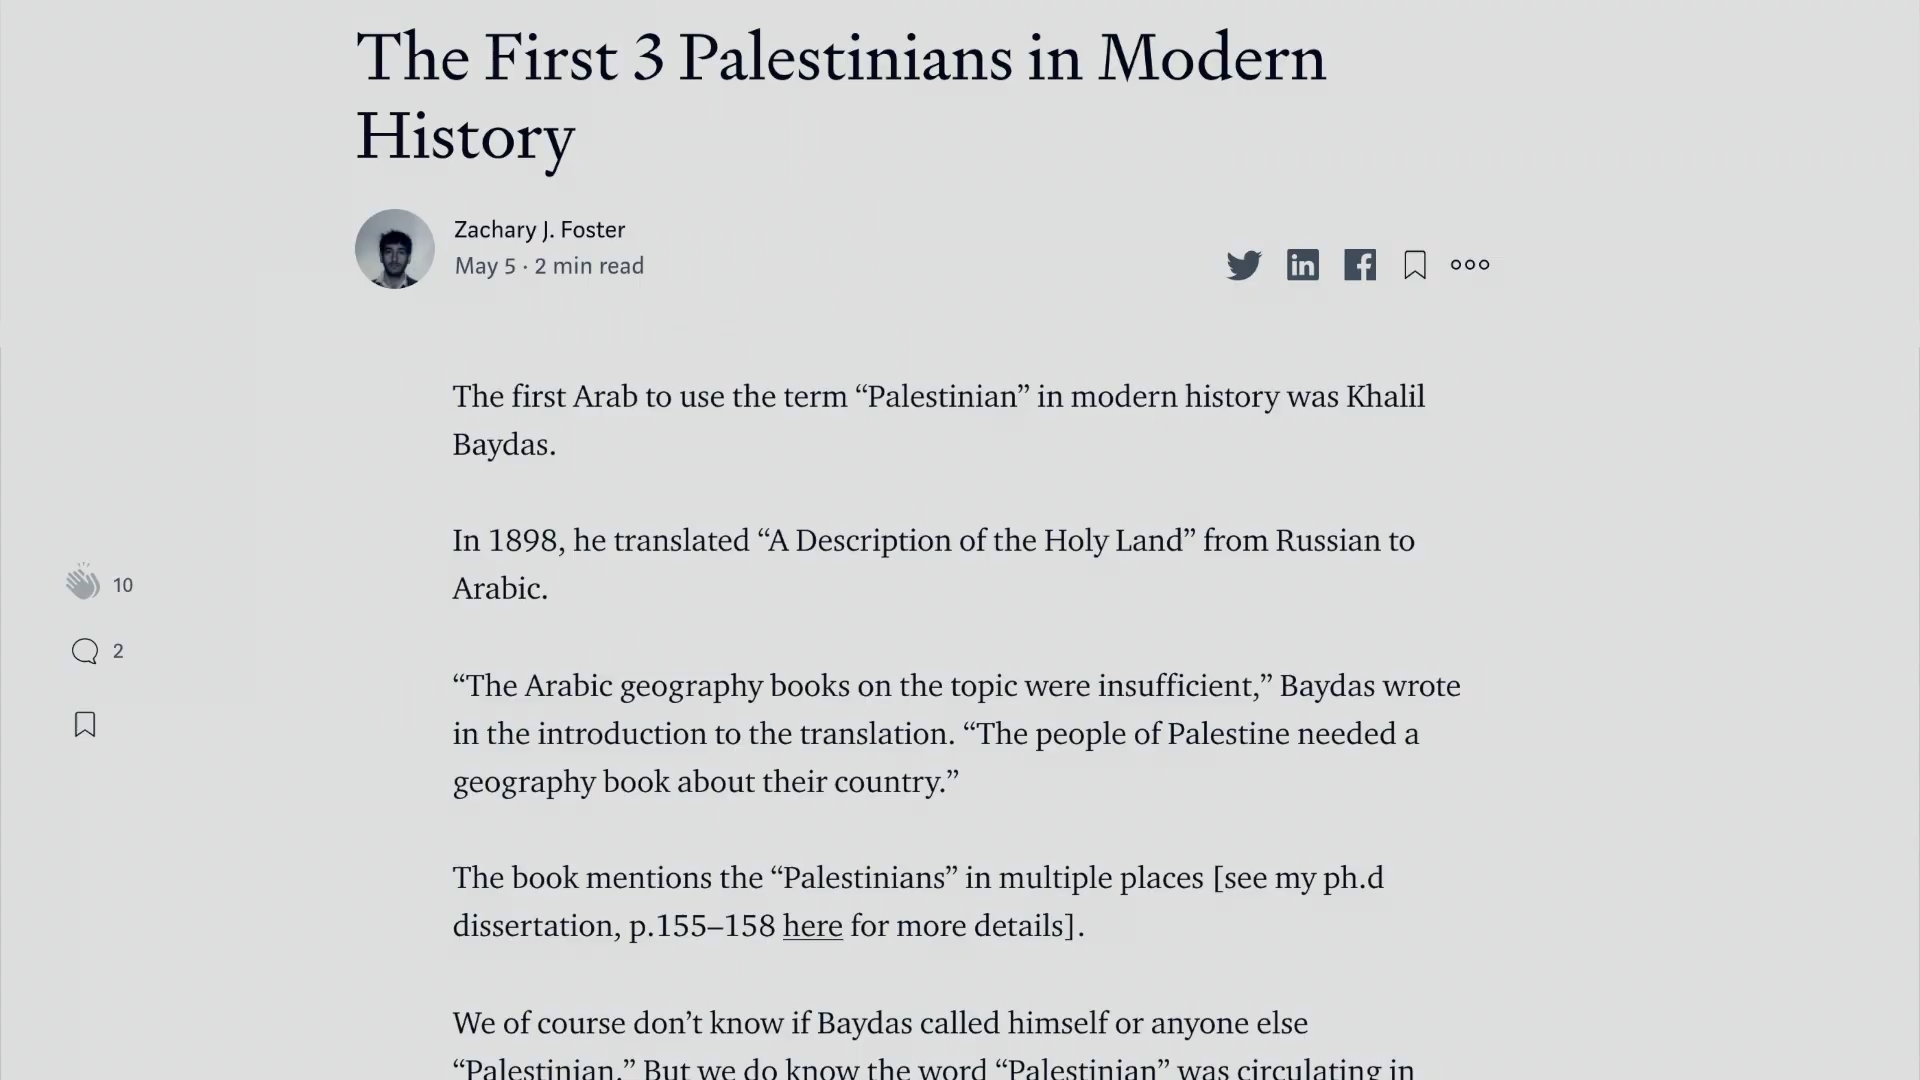 The First 3 Palestinians in Modern
History
Zachary J. Foster
May 5 · 2 min read
The first Arab to use the term “Palestinian” in modern history was Khalil
Baydas.
In 1898, he translated “A Description of the Holy Land” from Russian to
Arabic.
10
2
“The Arabic geography books on the topic were insufficient,” Baydas wrote
in the introduction to the translation. “The people of Palestine needed a
geography book about their country.”
The book mentions the “Palestinians” in multiple places [see my ph.d
dissertation, p.155–158 here for more details].
We of course don’t know if Baydas called himself or anyone else
“Palestinian.” But we do know the word “Palestinian” was circulating in